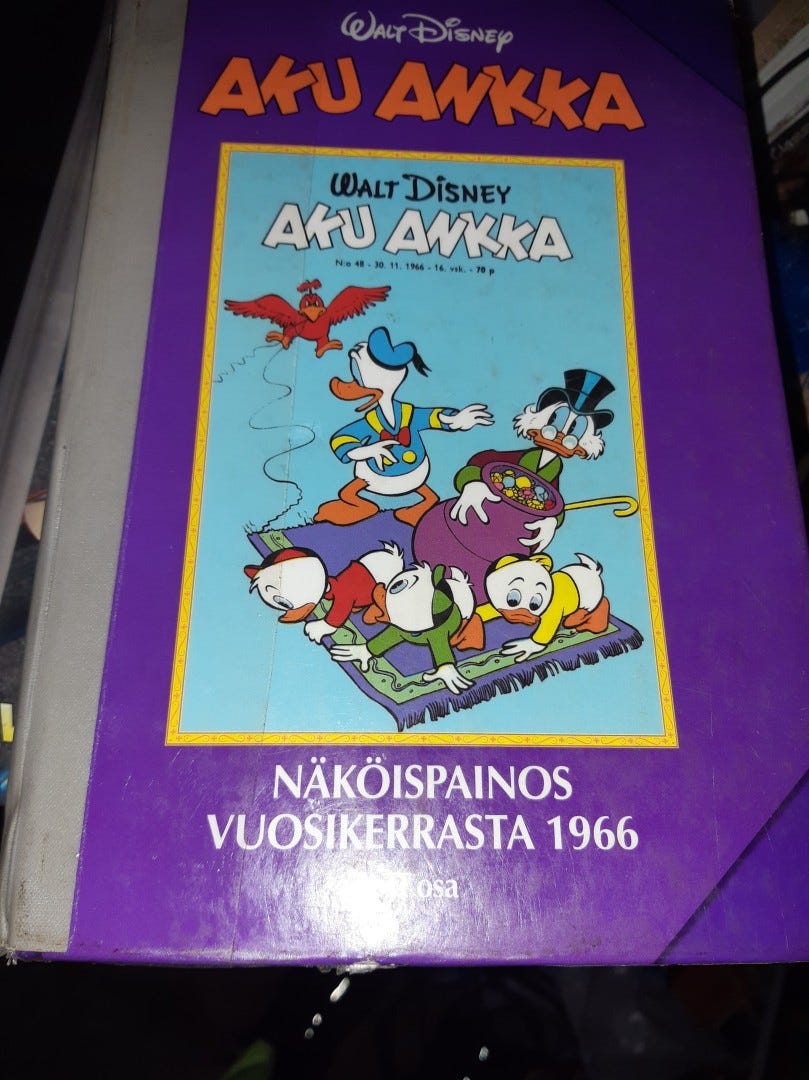 WALT DISNEY
AKU ANKKA
WALT DISNEY
AKU ANKKA
N:o 48 - 30. 11. 1966 - 16. vsk. - 70 p
NÄKÖISPAINOS
VUOSIKERRASTA 1966
osa